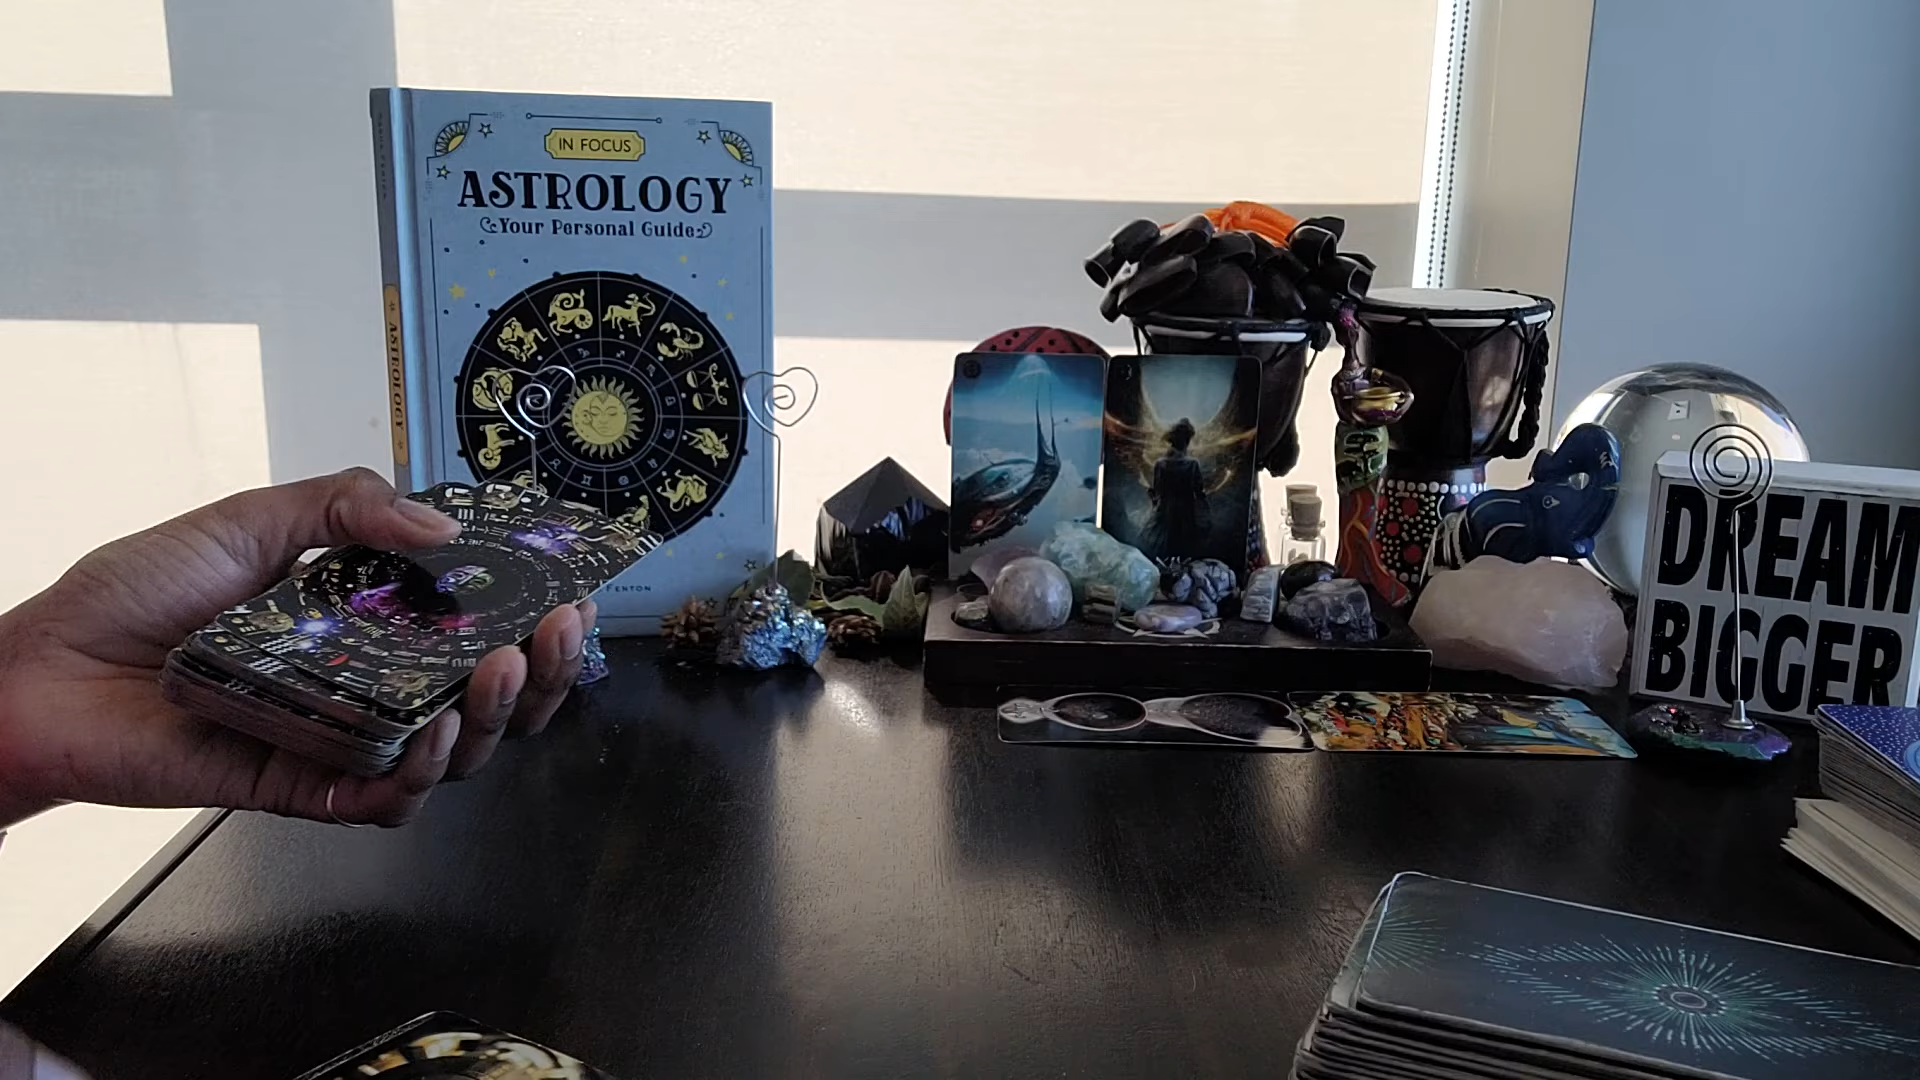 IN FOCUS
ASTROLOGY
Your Personal Guide
ASTROLOGY
FENTON
DREAM
BIGGER